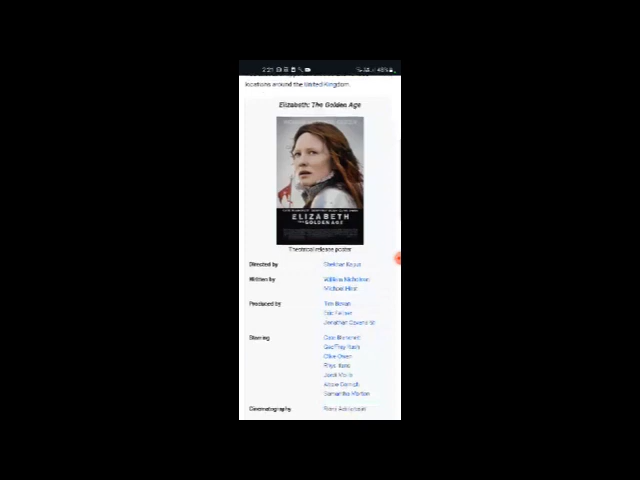 2:21
locations around the United Kingdom.
Elizabeth: The Golden Age
ELIZABETH
THE GOLDEN AGE
Theatrical release poster
Directed by Shekhar Kapur
Written by William Nicholson
Michael Hirst
Produced by Tim Bevan
Eric Fellner
Jonathan Cavendish
Starring Cate Blanchett
Geoffrey Rush
Clive Owen
Rhys Ifans
Jordi Mollà
Abbie Cornish
Samantha Morton
Cinematography Remi Adefarasin